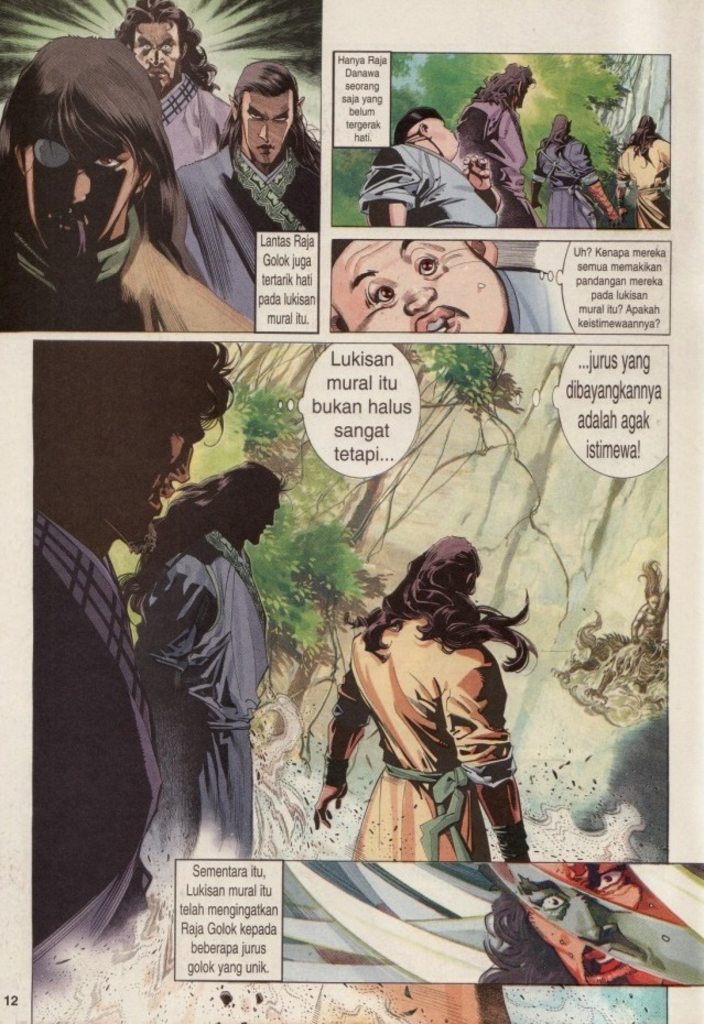 Lantas Raja
Golok juga
tertarik hati
pada lukisan
mural itu.
Hanya Raja
Danawa
seorang
saja yang
belum
tergerak
hati.
Uh? Kenapa mereka
semua memakikan
pandangan mereka
pada lukisan
mural itu? Apakah
keistimewaannya?
Lukisan
mural itu
bukan halus
sangat
tetapi...
...jurus yang
dibayangkannya
adalah agak
istimewa!
Sementara itu,
Lukisan mural itu
telah mengingatkan
Raja Golok kepada
beberapa jurus
golok yang unik.
12